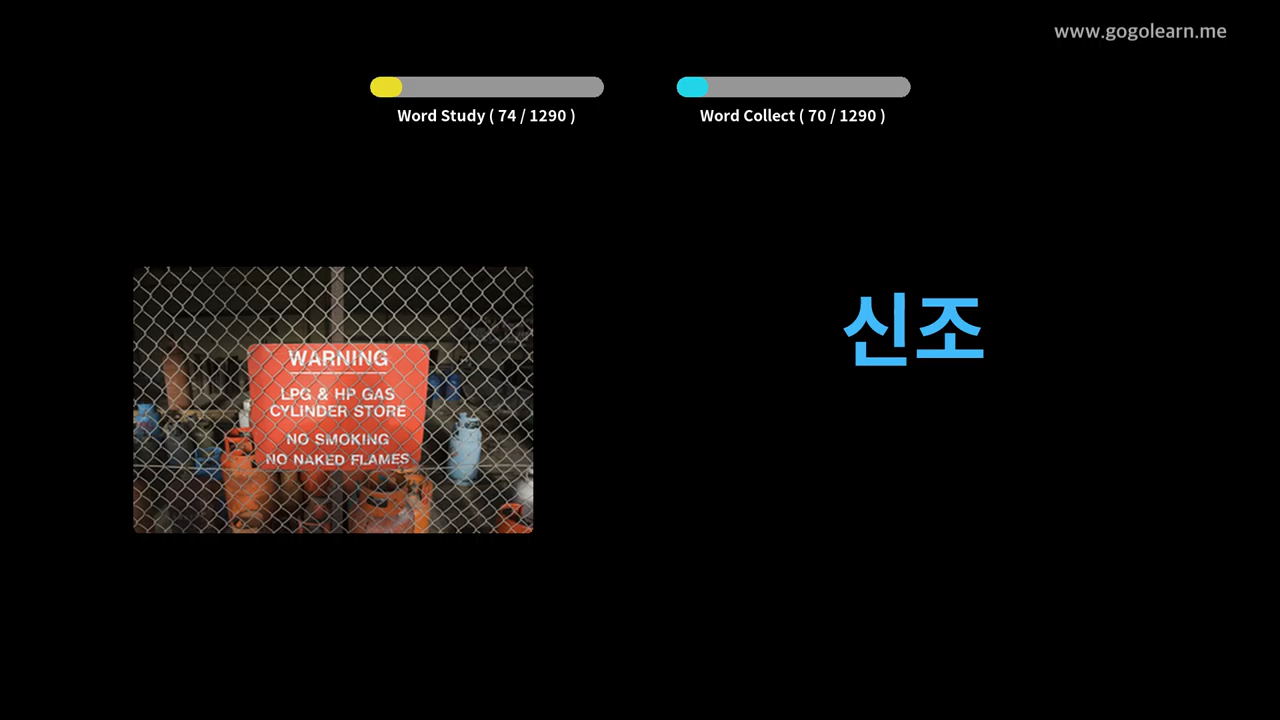 www.gogolearn.me
Word Study ( 74 / 1290 )
Word Collect ( 70 / 1290 )
신조
WARNING
LPG & HP GAS
CYLINDER STORE
NO SMOKING
NO NAKED FLAMES